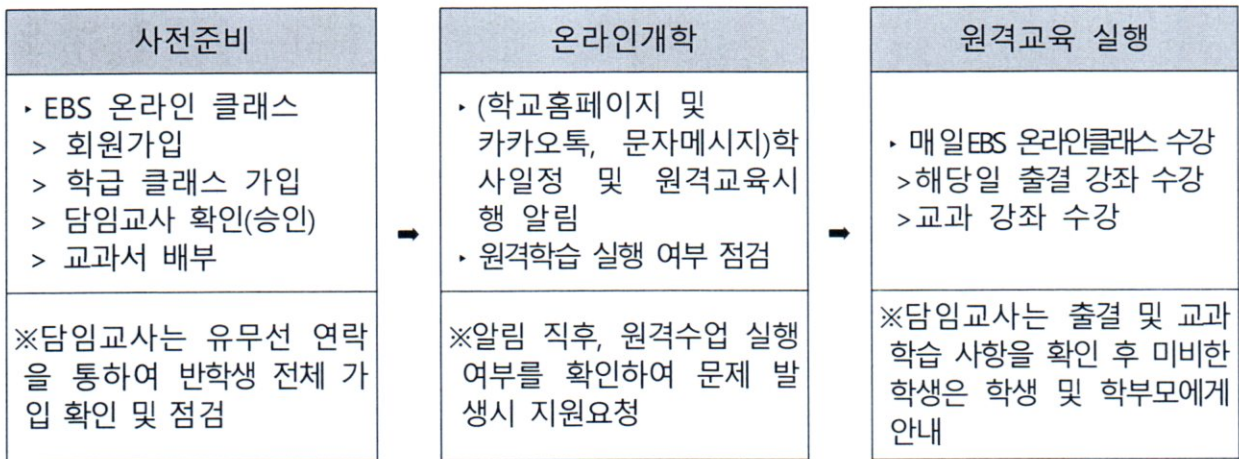 사전준비
‣ EBS 온라인 클래스
> 회원가입
> 학급 클래스 가입
> 담임교사 확인(승인)
> 교과서 배부
※담임교사는 유무선 연락
을 통하여 반학생 전체 가
입 확인 및 점검
➡
온라인개학
‣ (학교홈페이지 및
카카오톡, 문자메시지)학
사일정 및 원격교육시
행 알림
‣ 원격학습 실행 여부 점검
※알림 직후, 원격수업 실행
여부를 확인하여 문제 발
생시 지원요청
➡
원격교육 실행
‣ 매일EBS 온라인클래스 수강
>해당일 출결 강좌 수강
>교과 강좌 수강
※담임교사는 출결 및 교과
학습 사항을 확인 후 미비한
학생은 학생 및 학부모에게
안내